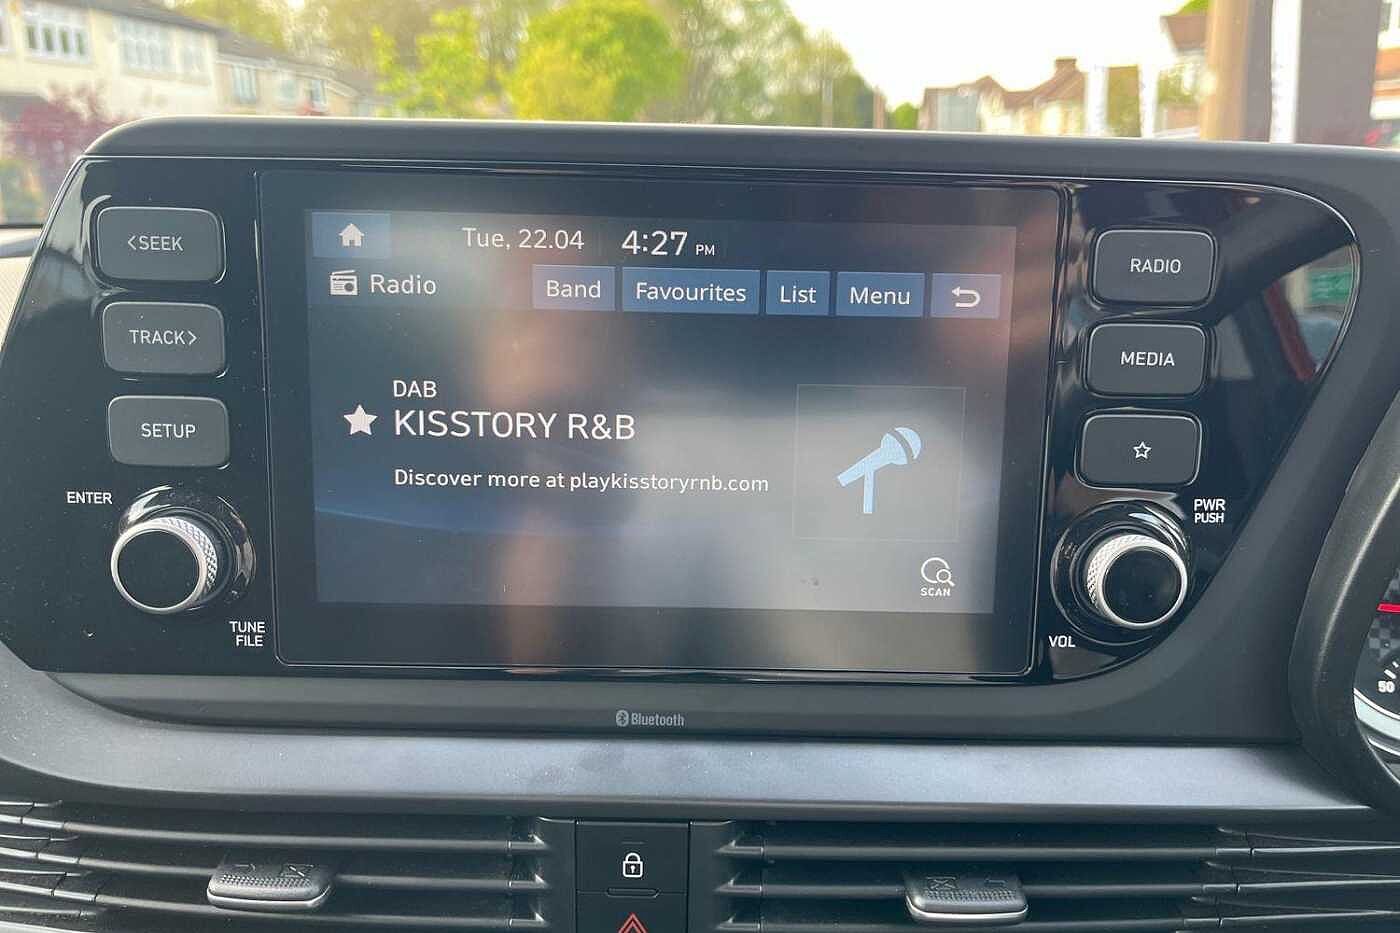 <SEEK
TRACK>
SETUP
ENTER
TUNE
FILE
Tue, 22.04 4:27 PM
Radio Band Favourites List Menu
DAB
KISSTORY R&B
Discover more at playkisstoryrnb.com
SCAN
RADIO
MEDIA
PWR
PUSH
VOL
Bluetooth
50